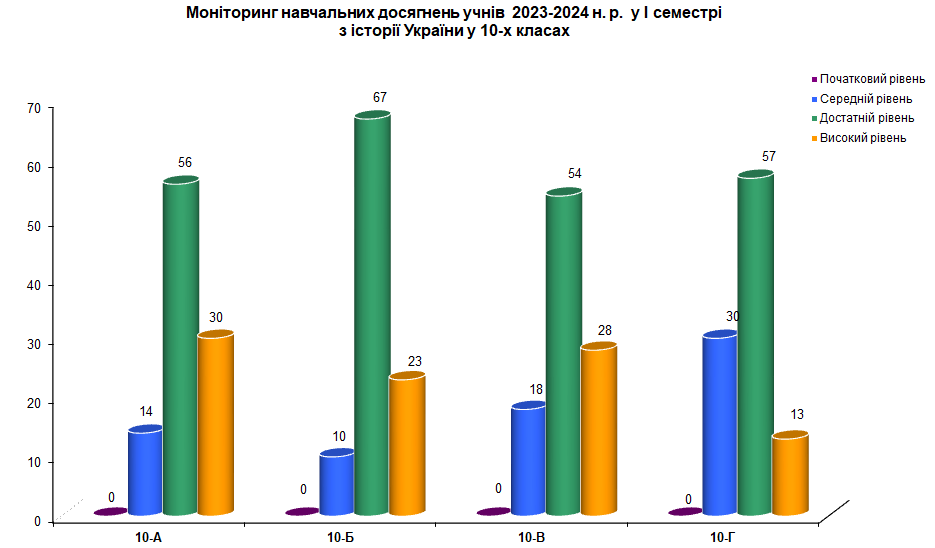 Моніторинг навчальних досягнень учнів 2023-2024 н. р. у І семестрі
з історії України у 10-х класах
Початковий рівень
Середній рівень
Достатній рівень
Високий рівень
70
60
50
40
30
20
10
0
0
14
56
30
0
10
67
23
0
18
54
28
0
30
57
13
10-А
10-Б
10-В
10-Г